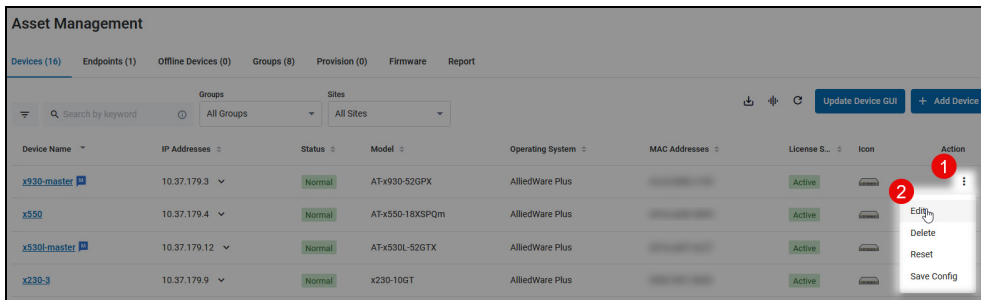 Asset Management
Devices (16) Endpoints (1) Offline Devices (0) Groups (8) Provision (0) Firmware Report
Groups Sites
Search by keyword All Groups All Sites Update Device GUI + Add Device
Device Name IP Addresses Status Model Operating System MAC Addresses License S... Icon Action
1
x930-master M 10.37.179.3 Normal AT-x930-52GPX AlliedWare Plus Active
2
x550 10.37.179.4 Normal AT-x550-18XSPQm AlliedWare Plus Active Edit
Delete
x530l-master M 10.37.179.12 Normal AT-x530L-52GTX AlliedWare Plus Active
Reset
x230-3 10.37.179.9 Normal x230-10GT AlliedWare Plus Active Save Config